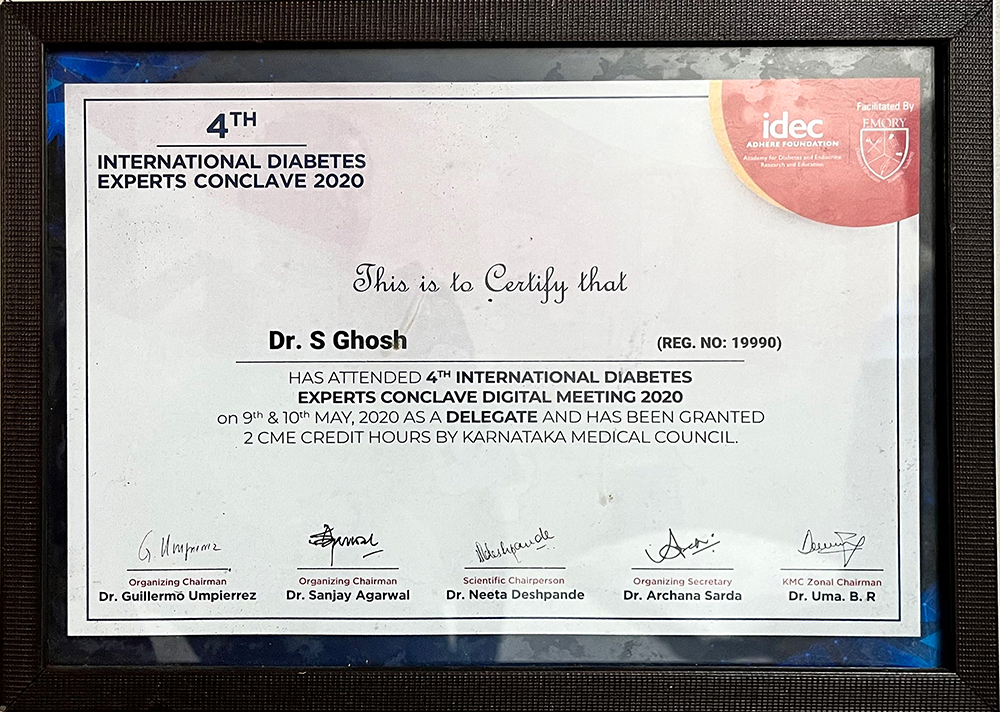 4TH
INTERNATIONAL DIABETES
EXPERTS CONCLAVE 2020
Facilitated By
idec
ADHERE FOUNDATION
Academy for Diabetes and Endocrine
Research and Education
EMORY
This is to Certify that
Dr. S Ghosh (REG. NO: 19990)
HAS ATTENDED 4TH INTERNATIONAL DIABETES
EXPERTS CONCLAVE DIGITAL MEETING 2020
on 9th & 10th MAY, 2020 AS A DELEGATE AND HAS BEEN GRANTED
2 CME CREDIT HOURS BY KARNATAKA MEDICAL COUNCIL.
G. Umpierrez
Organizing Chairman
Dr. Guillermo Umpierrez
Organizing Chairman
Dr. Sanjay Agarwal
NDeshpande
Scientific Chairperson
Dr. Neeta Deshpande
Organizing Secretary
Dr. Archana Sarda
KMC Zonal Chairman
Dr. Uma. B. R